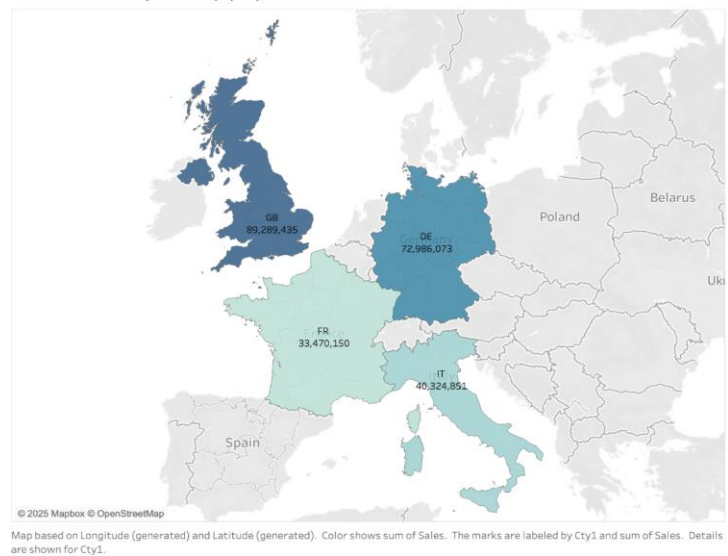 GB
89,289,435
DE
72,986,073
Poland
Belarus
FR
33,470,150
IT
40,324,851
Spain
© 2025 Mapbox © OpenStreetMap
Map based on Longitude (generated) and Latitude (generated). Color shows sum of Sales. The marks are labeled by Cty1 and sum of Sales. Details
are shown for Cty1.